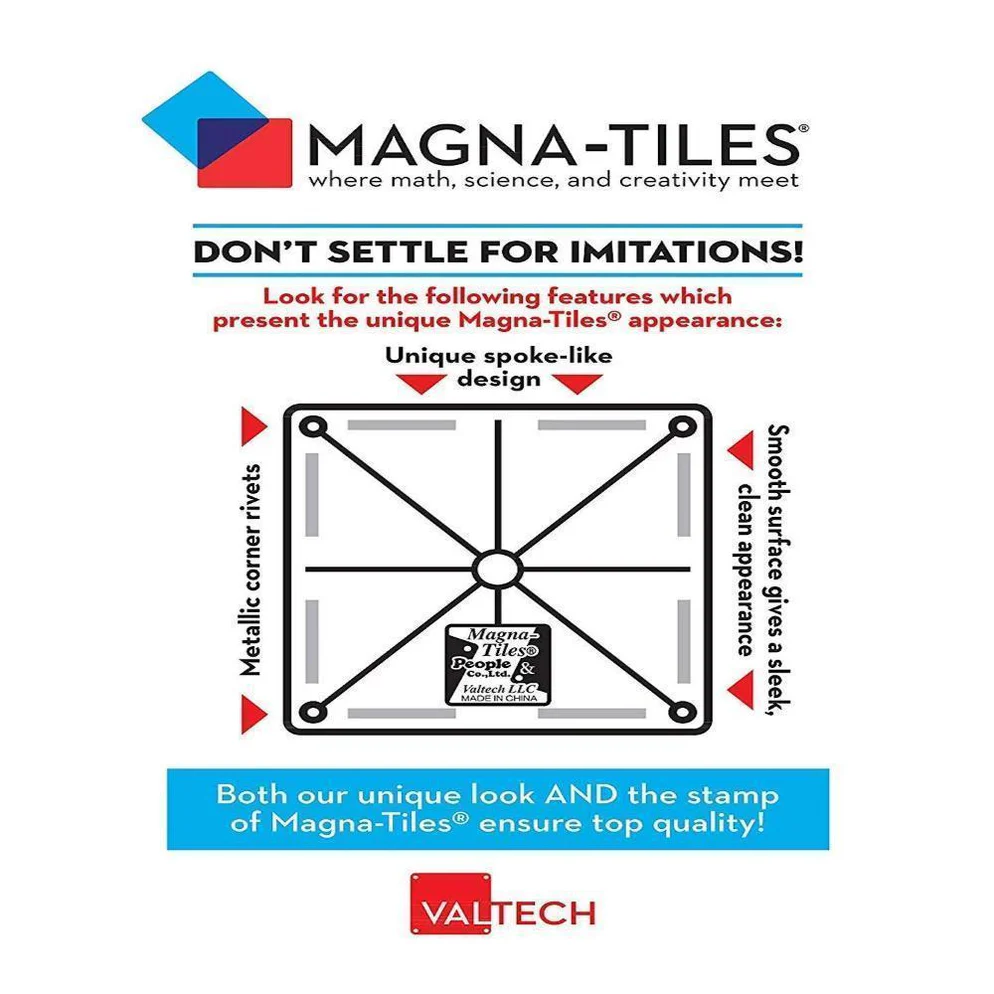 MAGNA-TILES®
where math, science, and creativity meet
DON'T SETTLE FOR IMITATIONS!
Look for the following features which
present the unique Magna-Tiles® appearance:
Unique spoke-like
design
Metallic corner rivets
Smooth surface gives a sleek,
clean appearance
Magna-
Tiles®
People
Co.,Ltd. &
Valtech LLC
MADE IN CHINA
Both our unique look AND the stamp
of Magna-Tiles® ensure top quality!
VALTECH